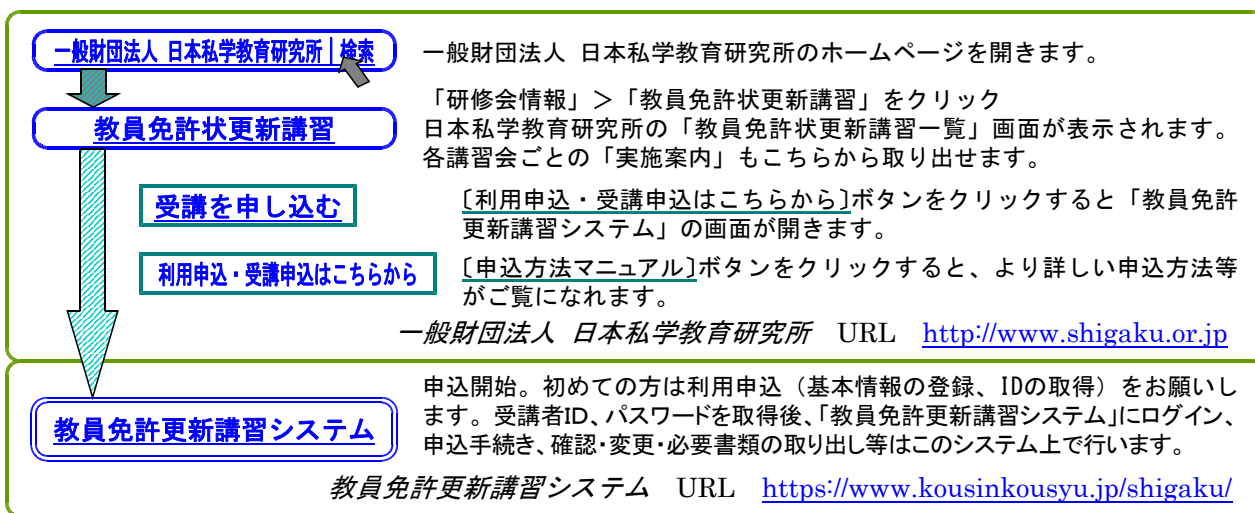 一般財団法人 日本私学教育研究所｜検索
一般財団法人 日本私学教育研究所のホームページを開きます。
教員免許状更新講習
「研修会情報」＞「教員免許状更新講習」をクリック
日本私学教育研究所の「教員免許状更新講習一覧」画面が表示されます。
各講習会ごとの「実施案内」もこちらから取り出せます。
受講を申し込む
〔利用申込・受講申込はこちらから〕ボタンをクリックすると「教員免許
更新講習システム」の画面が開きます。
利用申込・受講申込はこちらから
〔申込方法マニュアル〕ボタンをクリックすると、より詳しい申込方法等
がご覧になれます。
一般財団法人 日本私学教育研究所　URL　http://www.shigaku.or.jp
教員免許更新講習システム
申込開始。初めての方は利用申込（基本情報の登録、IDの取得）をお願いし
ます。受講者ID、パスワードを取得後、「教員免許更新講習システム」にログイン、
申込手続き、確認・変更・必要書類の取り出し等はこのシステム上で行います。
教員免許更新講習システム　URL　https://www.kousinkousyu.jp/shigaku/